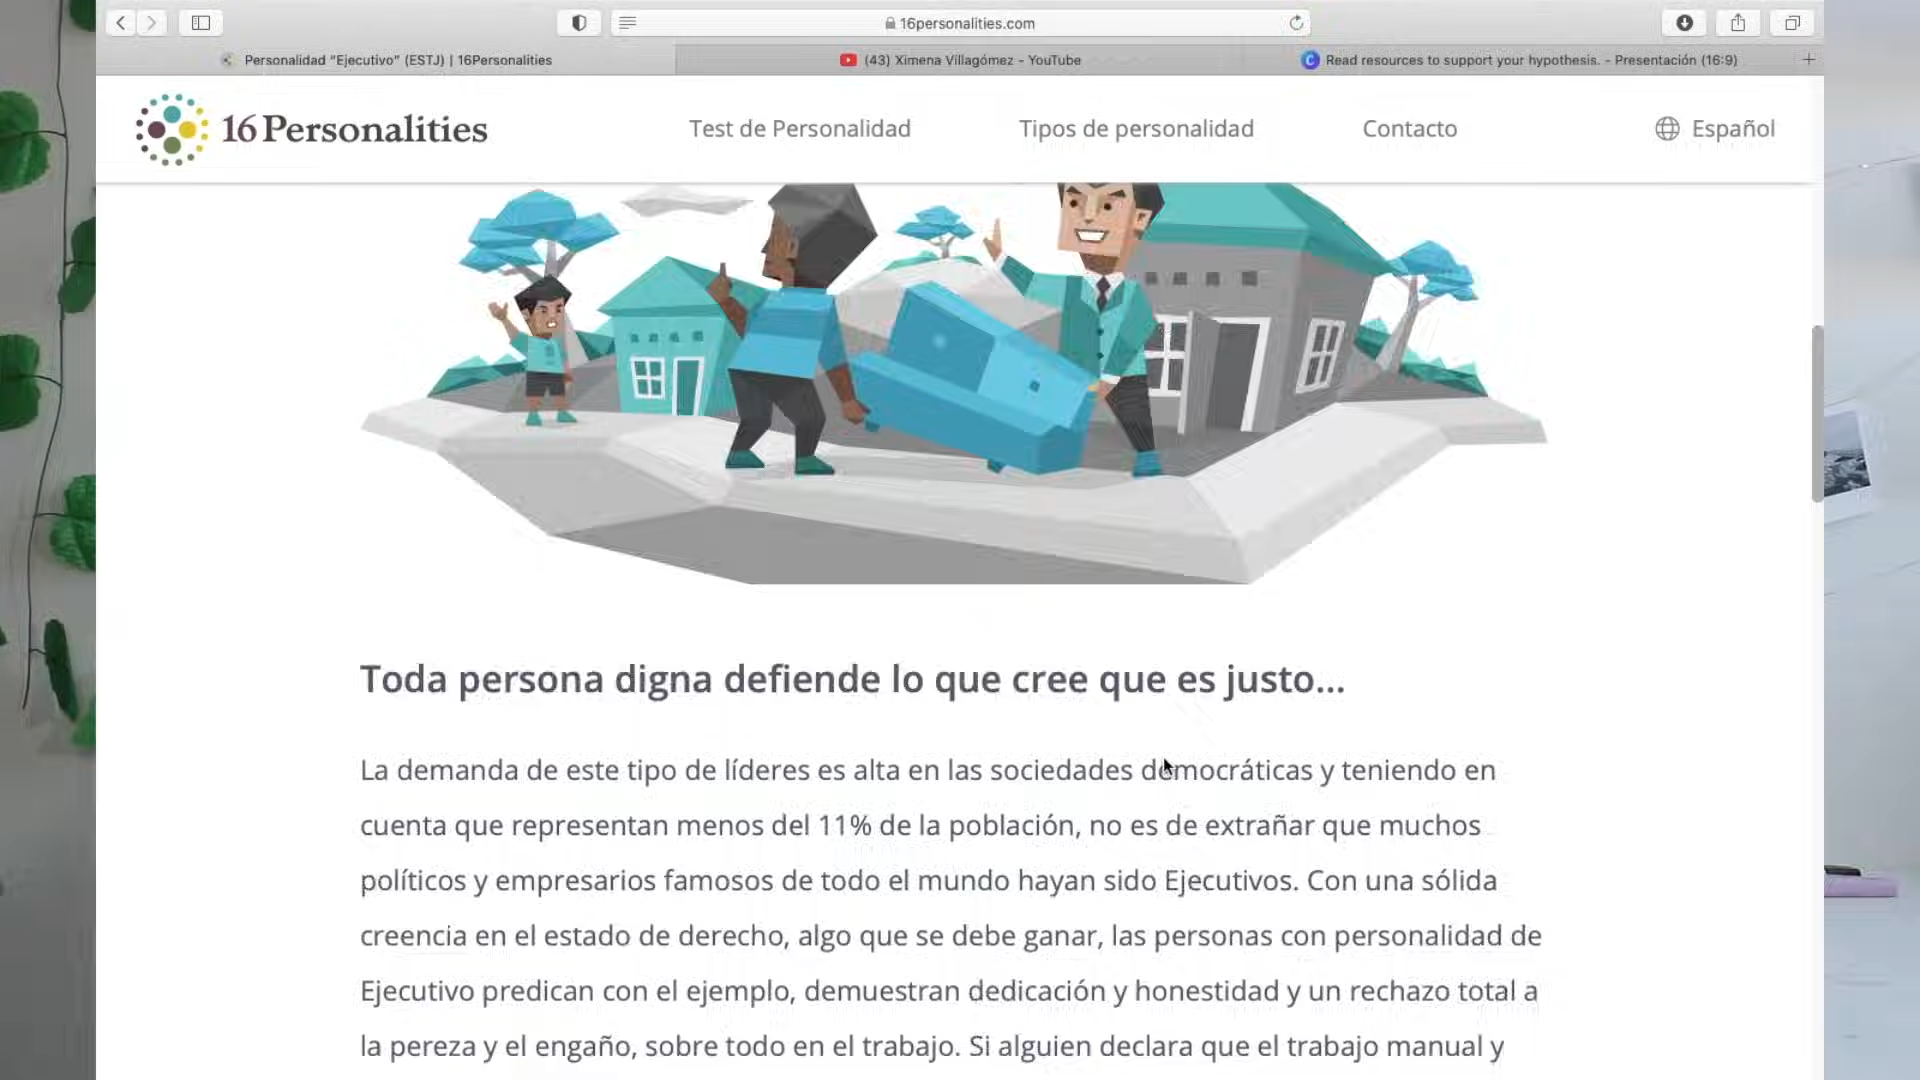 16personalities.com
Personalidad “Ejecutivo” (ESTJ) | 16Personalities
(43) Ximena Villagómez - YouTube
Read resources to support your hypothesis. - Presentación (16:9)
16Personalities
Test de Personalidad
Tipos de personalidad
Contacto
Español
Toda persona digna defiende lo que cree que es justo...
La demanda de este tipo de líderes es alta en las sociedades democráticas y teniendo en
cuenta que representan menos del 11% de la población, no es de extrañar que muchos
políticos y empresarios famosos de todo el mundo hayan sido Ejecutivos. Con una sólida
creencia en el estado de derecho, algo que se debe ganar, las personas con personalidad de
Ejecutivo predican con el ejemplo, demuestran dedicación y honestidad y un rechazo total a
la pereza y el engaño, sobre todo en el trabajo. Si alguien declara que el trabajo manual y